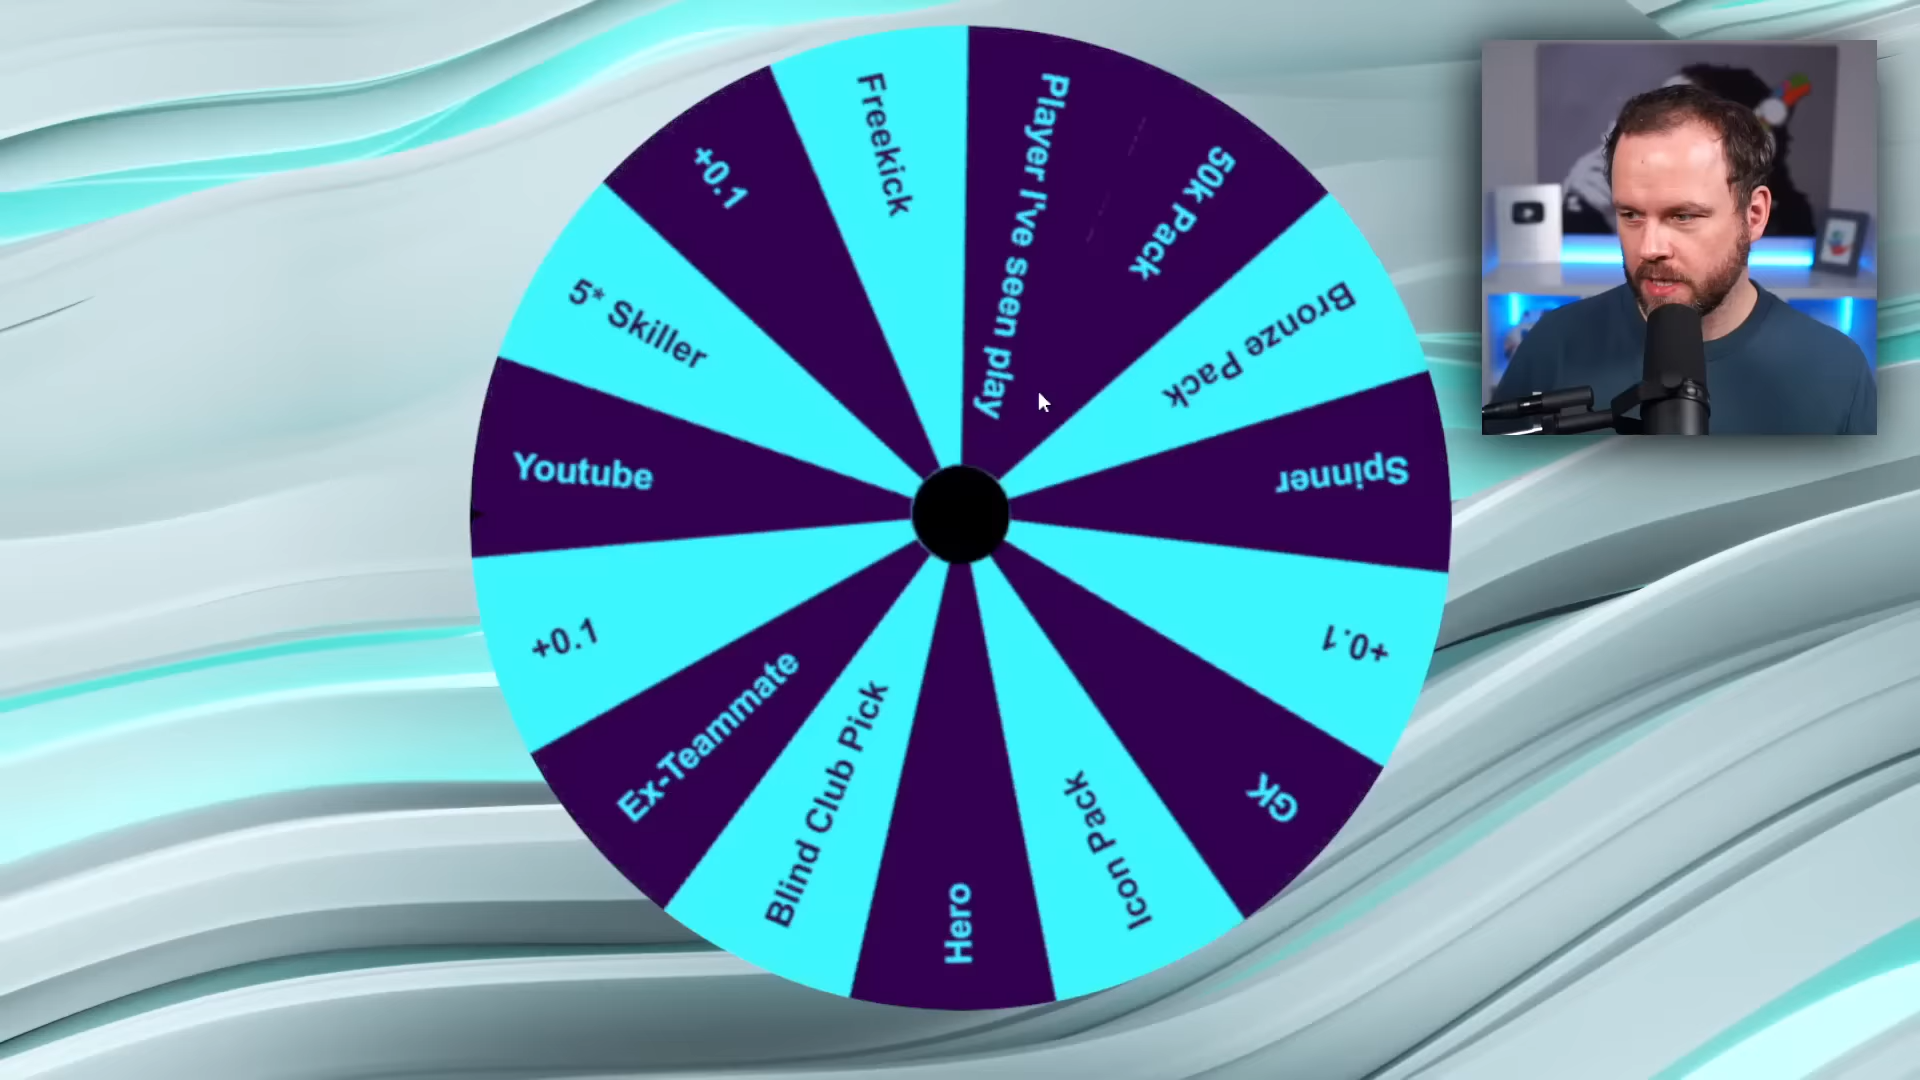 Player I've seen play
50k Pack
Bronze Pack
Spinner
+0.1
GK
Icon Pack
Hero
Blind Club Pick
Ex-Teammate
+0.1
Youtube
5* Skiller
+0.1
Freekick